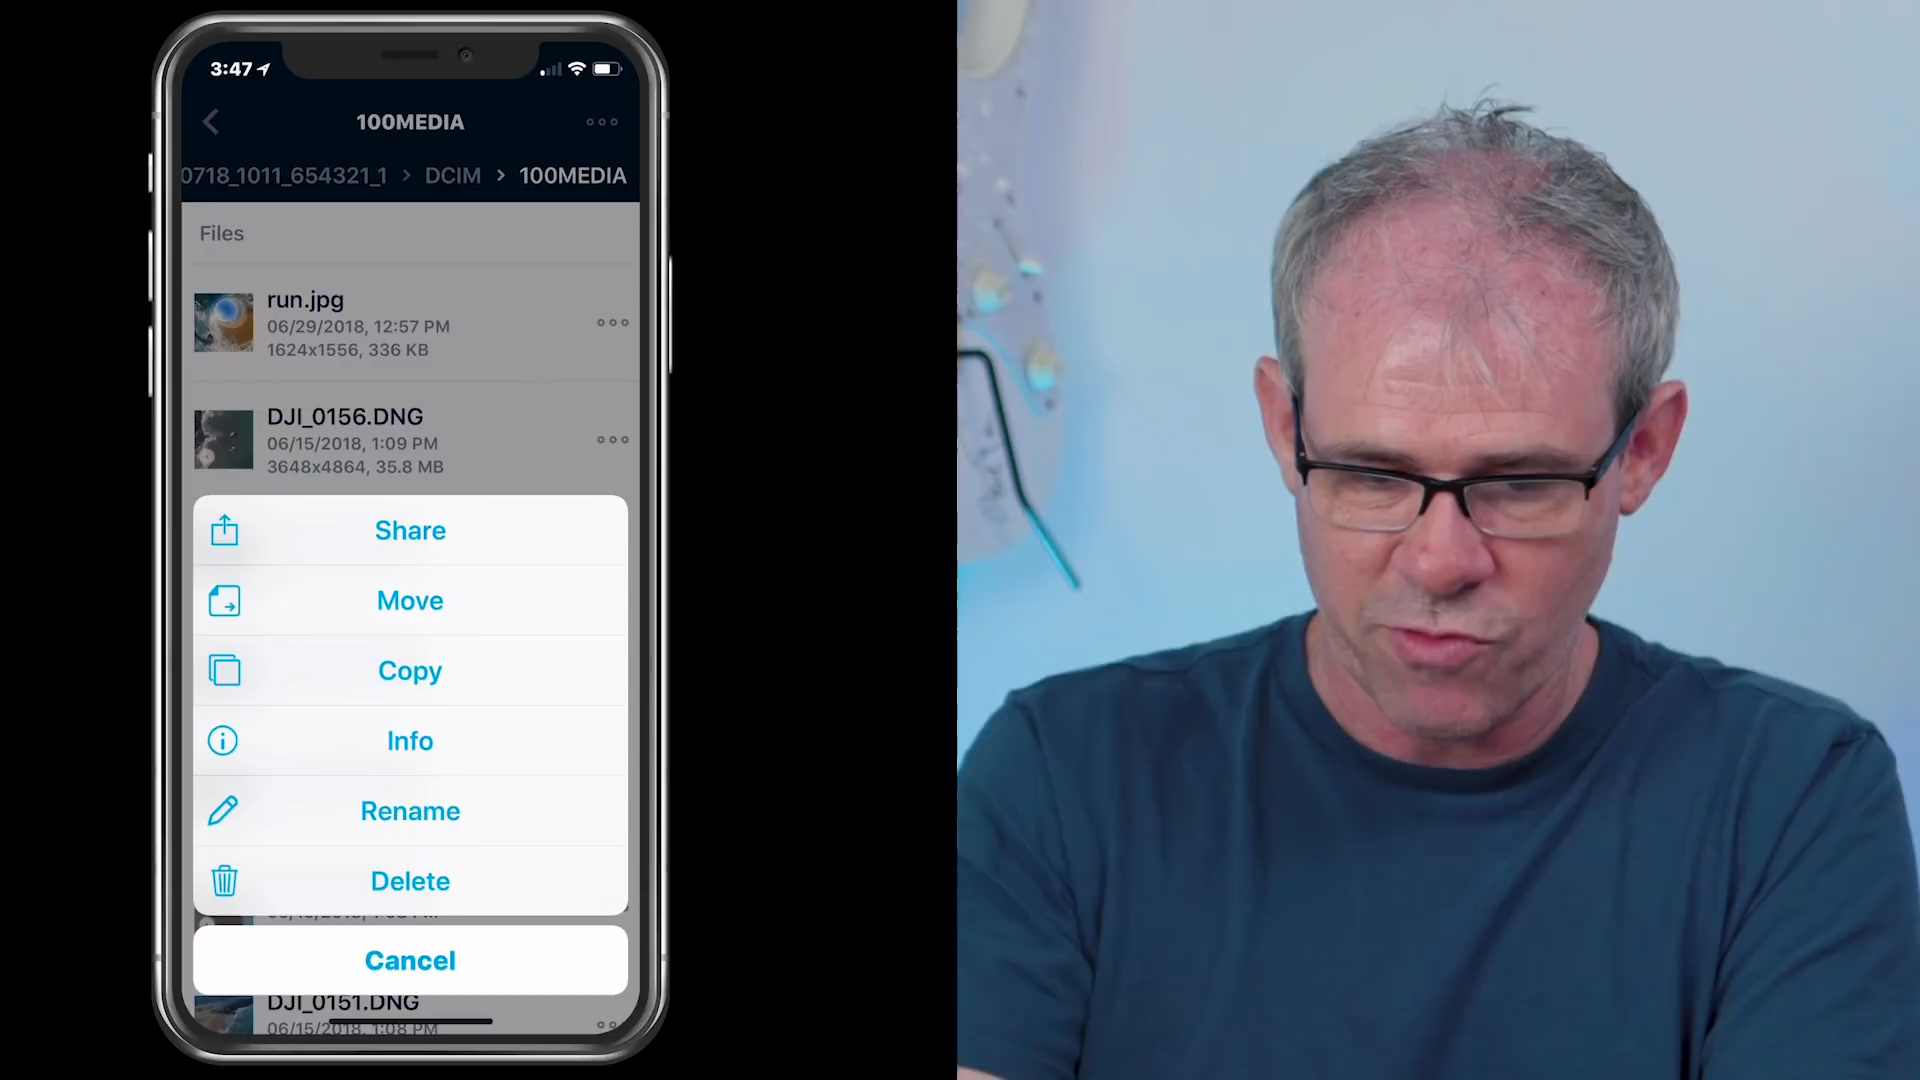 3:47
100MEDIA
0718_1011_654321_1 > DCIM > 100MEDIA
Files
run.jpg
06/29/2018, 12:57 PM
1624x1556, 336 KB
DJI_0156.DNG
06/15/2018, 1:09 PM
3648x4864, 35.8 MB
Share
Move
Copy
Info
Rename
Delete
Cancel
DJI_0151.DNG
06/15/2018, 1:08 PM